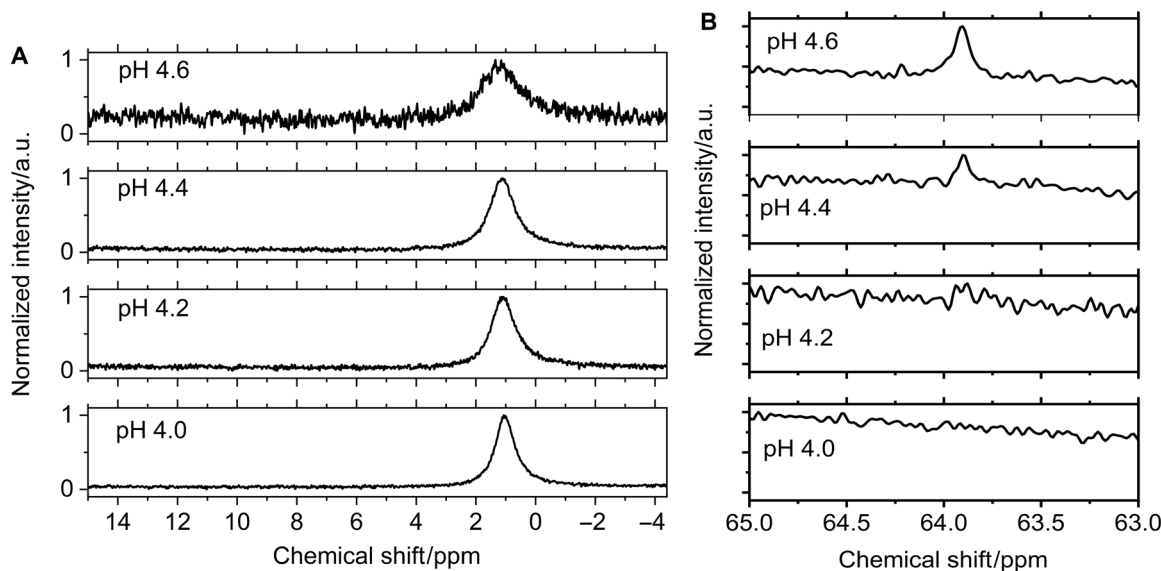 A
Normalized intensity/a.u.
pH 4.6
1
0
pH 4.4
1
0
pH 4.2
1
0
pH 4.0
1
0
14 12 10 8 6 4 2 0 −2 −4
Chemical shift/ppm
B
Normalized intensity/a.u.
pH 4.6
pH 4.4
pH 4.2
pH 4.0
65.0 64.5 64.0 63.5 63.0
Chemical shift/ppm